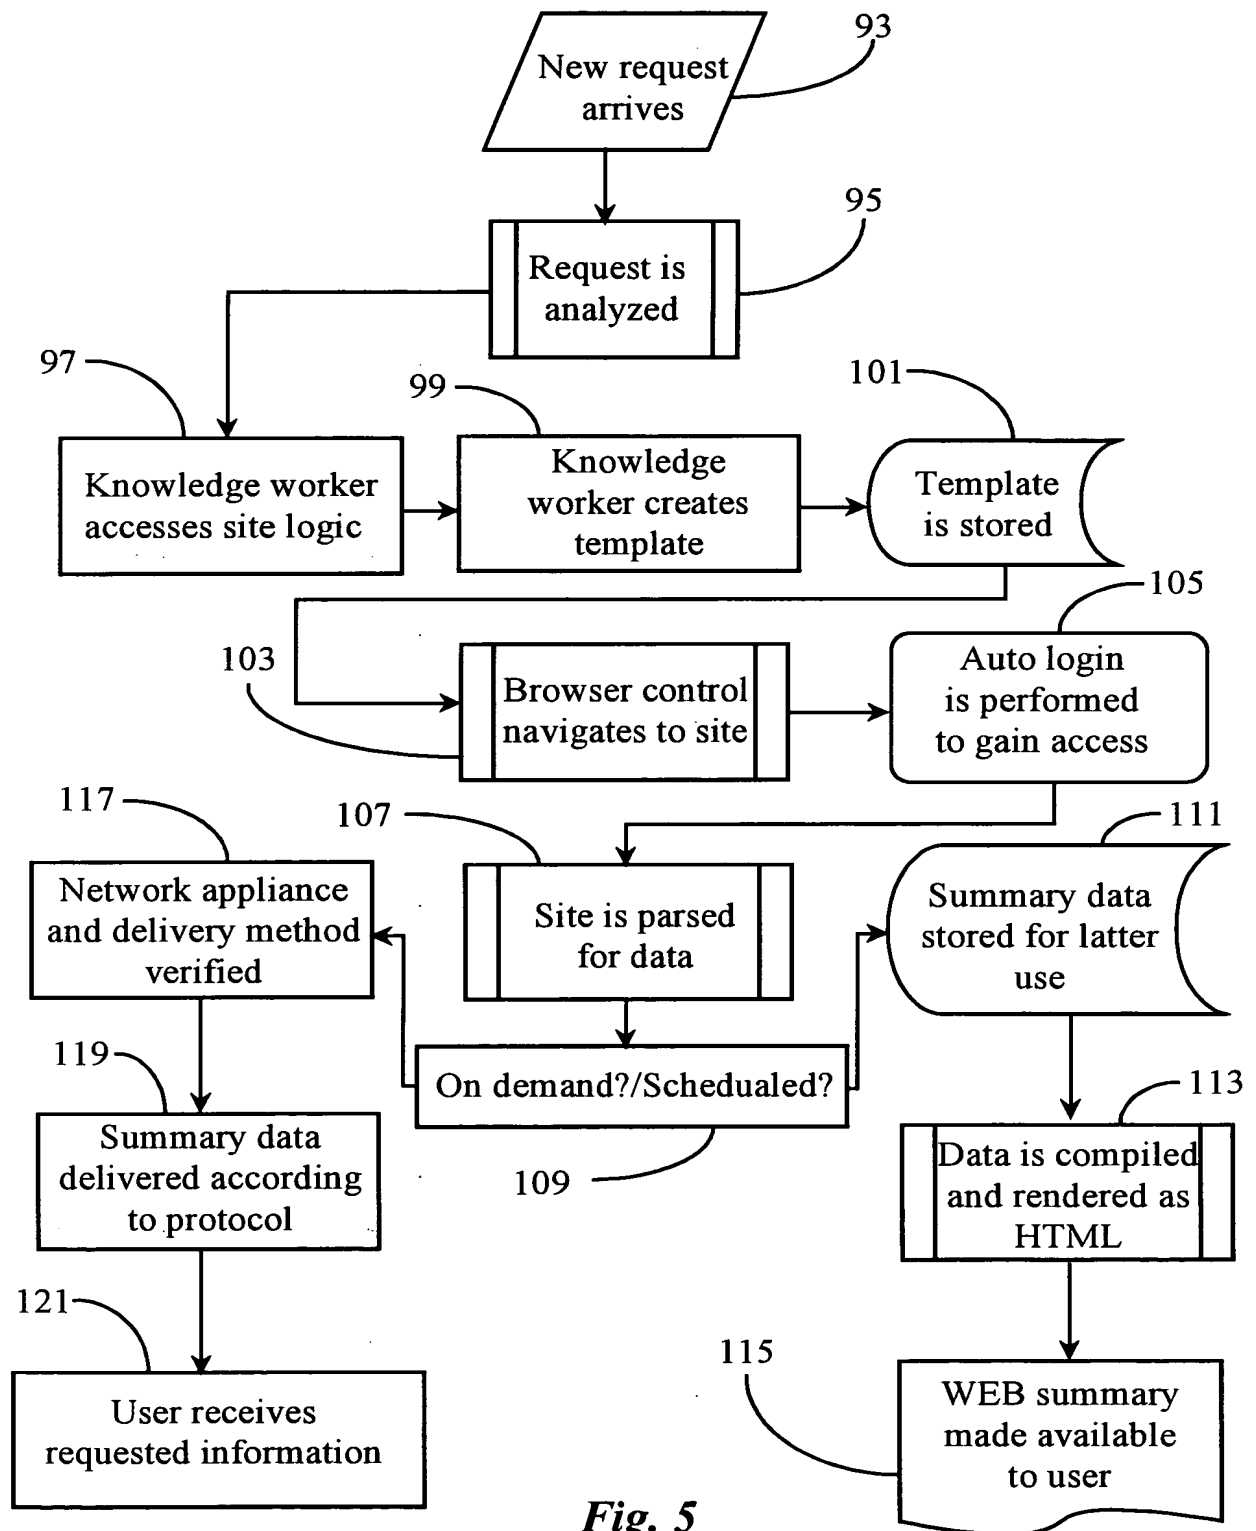 93
New request
arrives
95
Request is
analyzed
97
99
101
Knowledge worker
accesses site logic
Knowledge
worker creates
template
Template
is stored
105
103
Browser control
navigates to site
Auto login
is performed
to gain access
117
107
111
Network appliance
and delivery method
verified
Site is parsed
for data
Summary data
stored for latter
use
119
On demand?/Schedualed?
113
Summary data
delivered according
to protocol
109
Data is compiled
and rendered as
HTML
121
115
User receives
requested information
WEB summary
made available
to user
Fig. 5